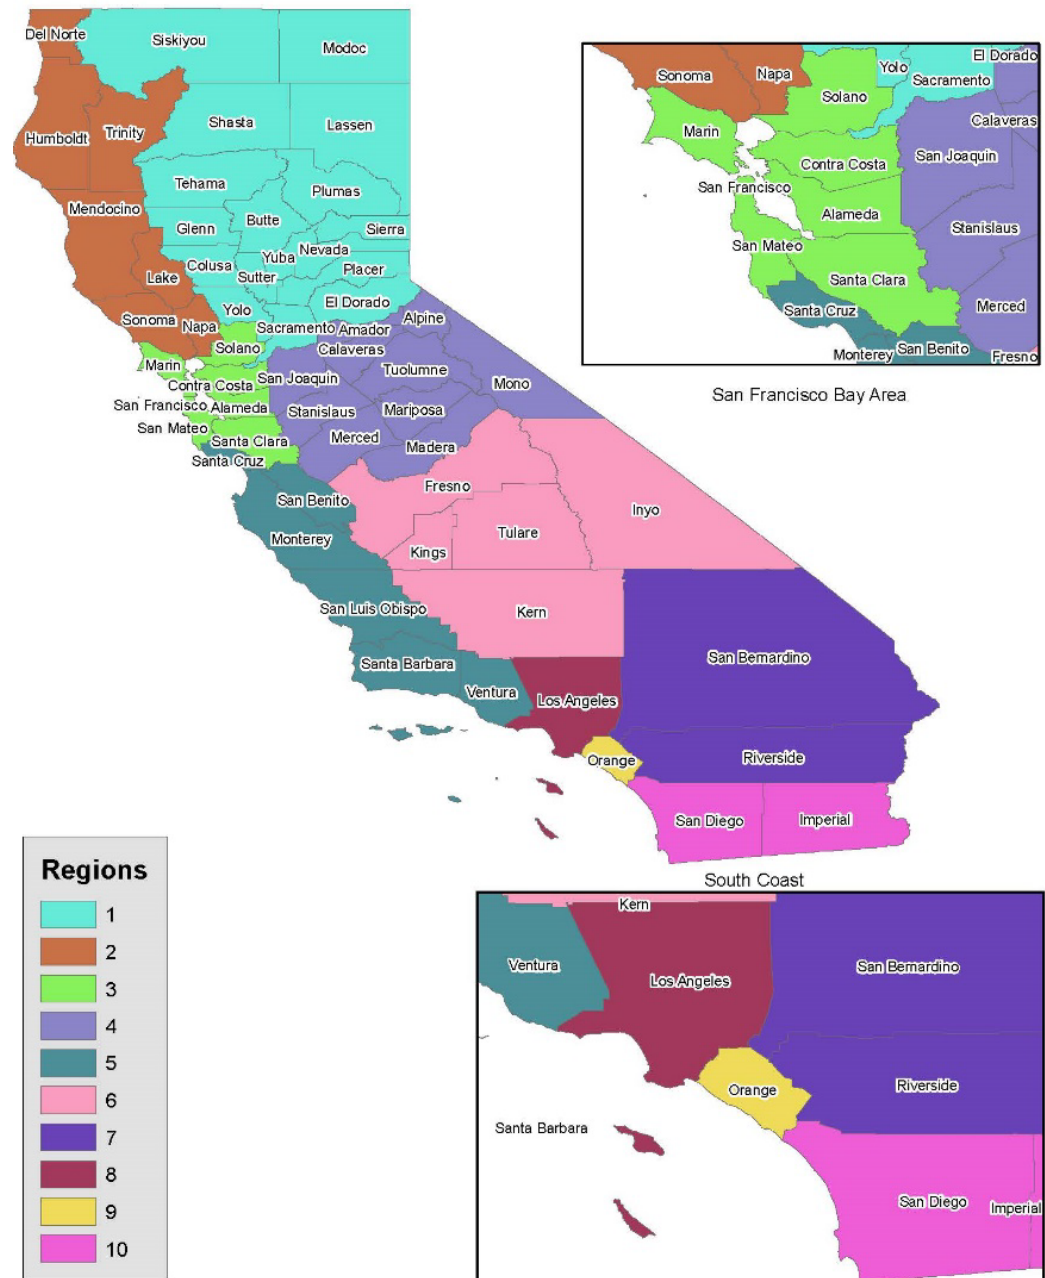 Del Norte
Siskiyou
Modoc
Humboldt
Trinity
Shasta
Lassen
Tehama
Plumas
Mendocino
Glenn
Butte
Sierra
Nevada
Yuba
Colusa
Sutter
Placer
Lake
El Dorado
Yolo
Sonoma
Napa
Sacramento
Amador
Alpine
Solano
Calaveras
Marin
Tuolumne
Mono
San Joaquin
Contra Costa
San Francisco
Alameda
Stanislaus
Mariposa
San Mateo
Santa Clara
Merced
Madera
Santa Cruz
Fresno
San Benito
Inyo
Monterey
Kings
Tulare
San Luis Obispo
Kern
Santa Barbara
San Bernardino
Ventura
Los Angeles
Orange
Riverside
San Diego
Imperial
El Dorado
Yolo
Sonoma
Napa
Sacramento
Solano
Calaveras
Marin
San Joaquin
Contra Costa
San Francisco
Alameda
Stanislaus
San Mateo
Santa Clara
Merced
Santa Cruz
Monterey
San Benito
Fresno
San Francisco Bay Area
Regions
1
2
3
4
5
6
7
8
9
10
South Coast
Kern
Ventura
Los Angeles
San Bernardino
Orange
Riverside
Santa Barbara
San Diego
Imperial